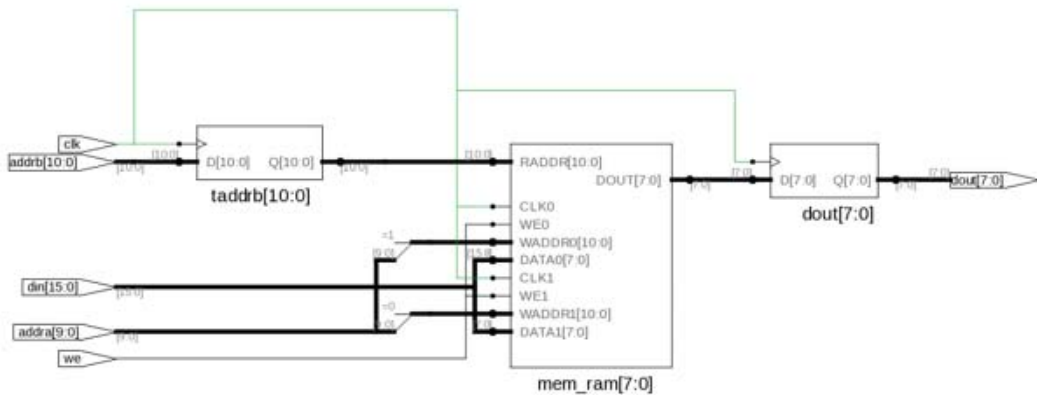 clk
addrb[10:0]
[10:0]
[10:0]
D[10:0] Q[10:0]
taddrb[10:0]
[10:0]
[10:0]
RADDR[10:0]
DOUT[7:0]
CLK0
WE0
WADDR0[10:0]
DATA0[7:0]
CLK1
WE1
WADDR1[10:0]
DATA1[7:0]
mem_ram[7:0]
[7:0]
[7:0]
D[7:0] Q[7:0]
dout[7:0]
[7:0]
[7:0]
dout[7:0]
=1
[9:0]
[15:8]
din[15:0]
[15:0]
=0
[9:0]
[7:0]
addra[9:0]
[9:0]
we